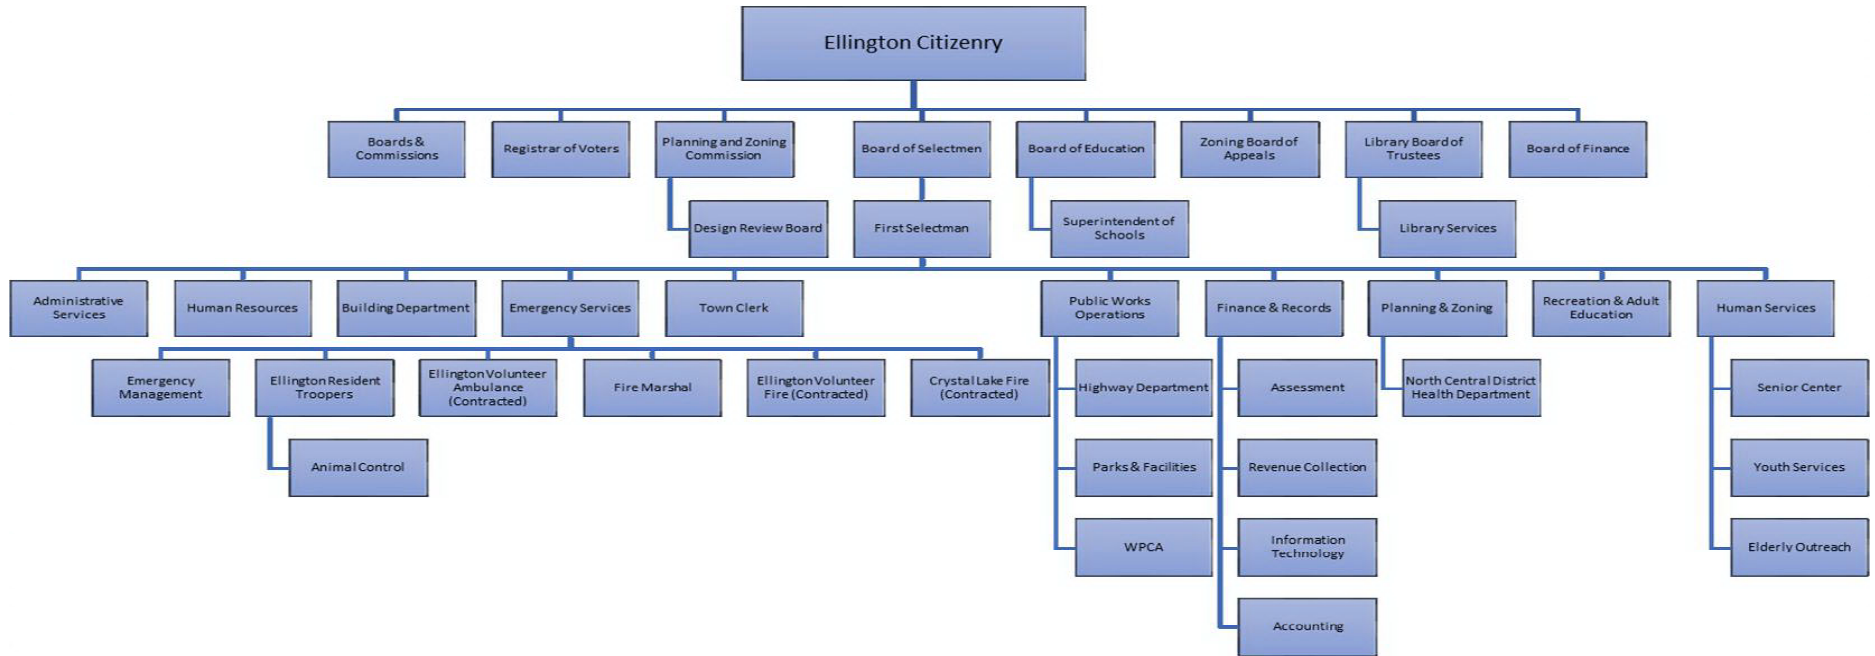 Ellington Citizenry
Boards &
Commissions
Registrar of Voters
Planning and Zoning
Commission
Board of Selectmen
Board of Education
Zoning Board of
Appeals
Library Board of
Trustees
Board of Finance
Design Review Board
First Selectman
Superintendent of
Schools
Library Services
Administrative
Services
Human Resources
Building Department
Emergency Services
Town Clerk
Public Works
Operations
Finance & Records
Planning & Zoning
Recreation & Adult
Education
Human Services
Emergency
Management
Ellington Resident
Troopers
Ellington Volunteer
Ambulance
(Contracted)
Fire Marshal
Ellington Volunteer
Fire (Contracted)
Crystal Lake Fire
(Contracted)
Highway Department
Assessment
North Central District
Health Department
Senior Center
Animal Control
Parks & Facilities
Revenue Collection
Youth Services
WPCA
Information
Technology
Elderly Outreach
Accounting